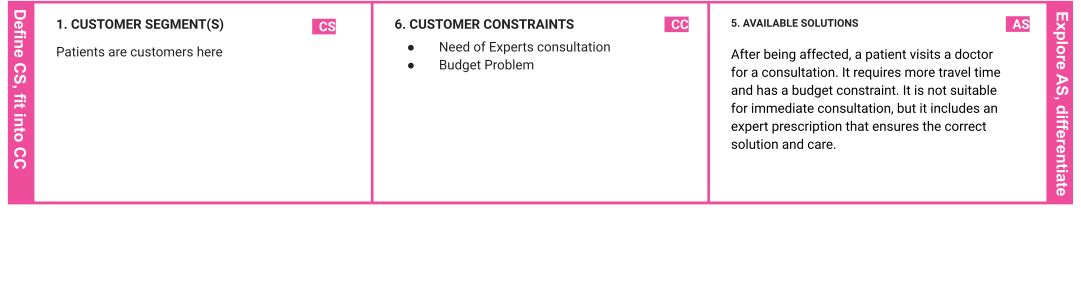 Define CS, fit into CC
1. CUSTOMER SEGMENT(S)
CS
Patients are customers here
6. CUSTOMER CONSTRAINTS
CC
● Need of Experts consultation
● Budget Problem
5. AVAILABLE SOLUTIONS
AS
After being affected, a patient visits a doctor
for a consultation. It requires more travel time
and has a budget constraint. It is not suitable
for immediate consultation, but it includes an
expert prescription that ensures the correct
solution and care.
Explore AS, differentiate